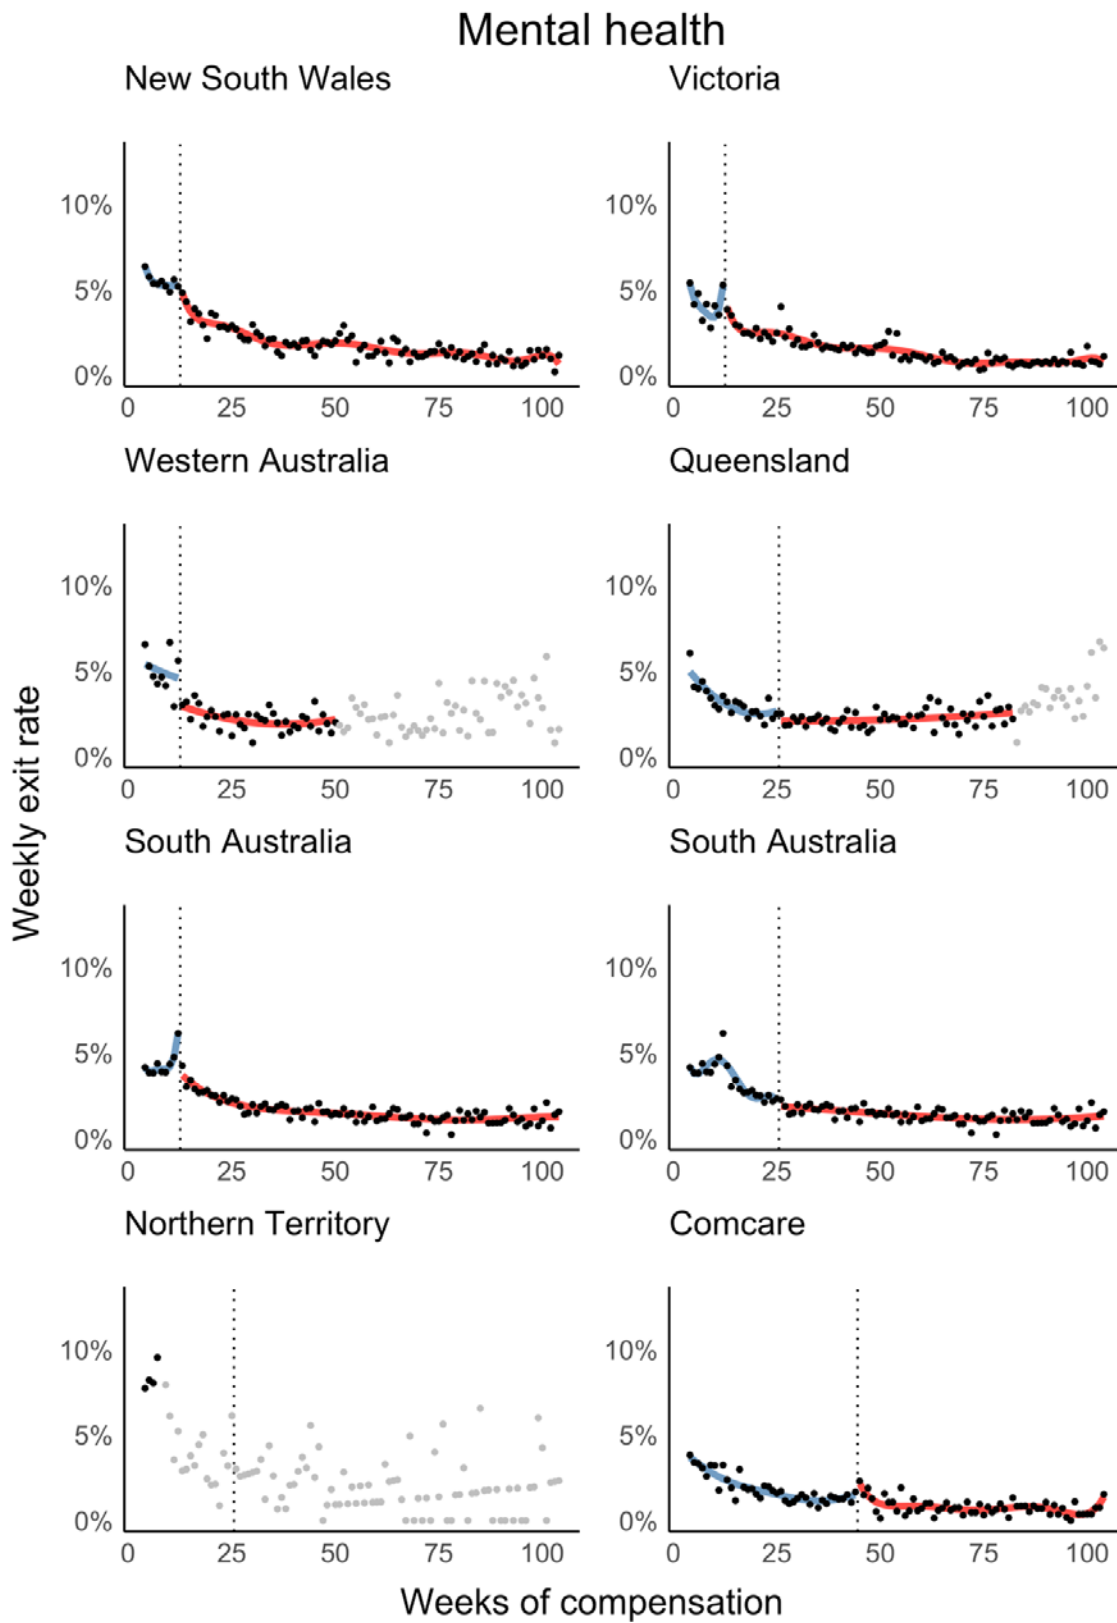 Mental health
New South Wales
Victoria
10%
5%
0%
0 25 50 75 100
10%
5%
0%
0 25 50 75 100
Western Australia
Queensland
10%
5%
0%
0 25 50 75 100
10%
5%
0%
0 25 50 75 100
Weekly exit rate
South Australia
South Australia
10%
5%
0%
0 25 50 75 100
10%
5%
0%
0 25 50 75 100
Northern Territory
Comcare
10%
5%
0%
0 25 50 75 100
10%
5%
0%
0 25 50 75 100
Weeks of compensation